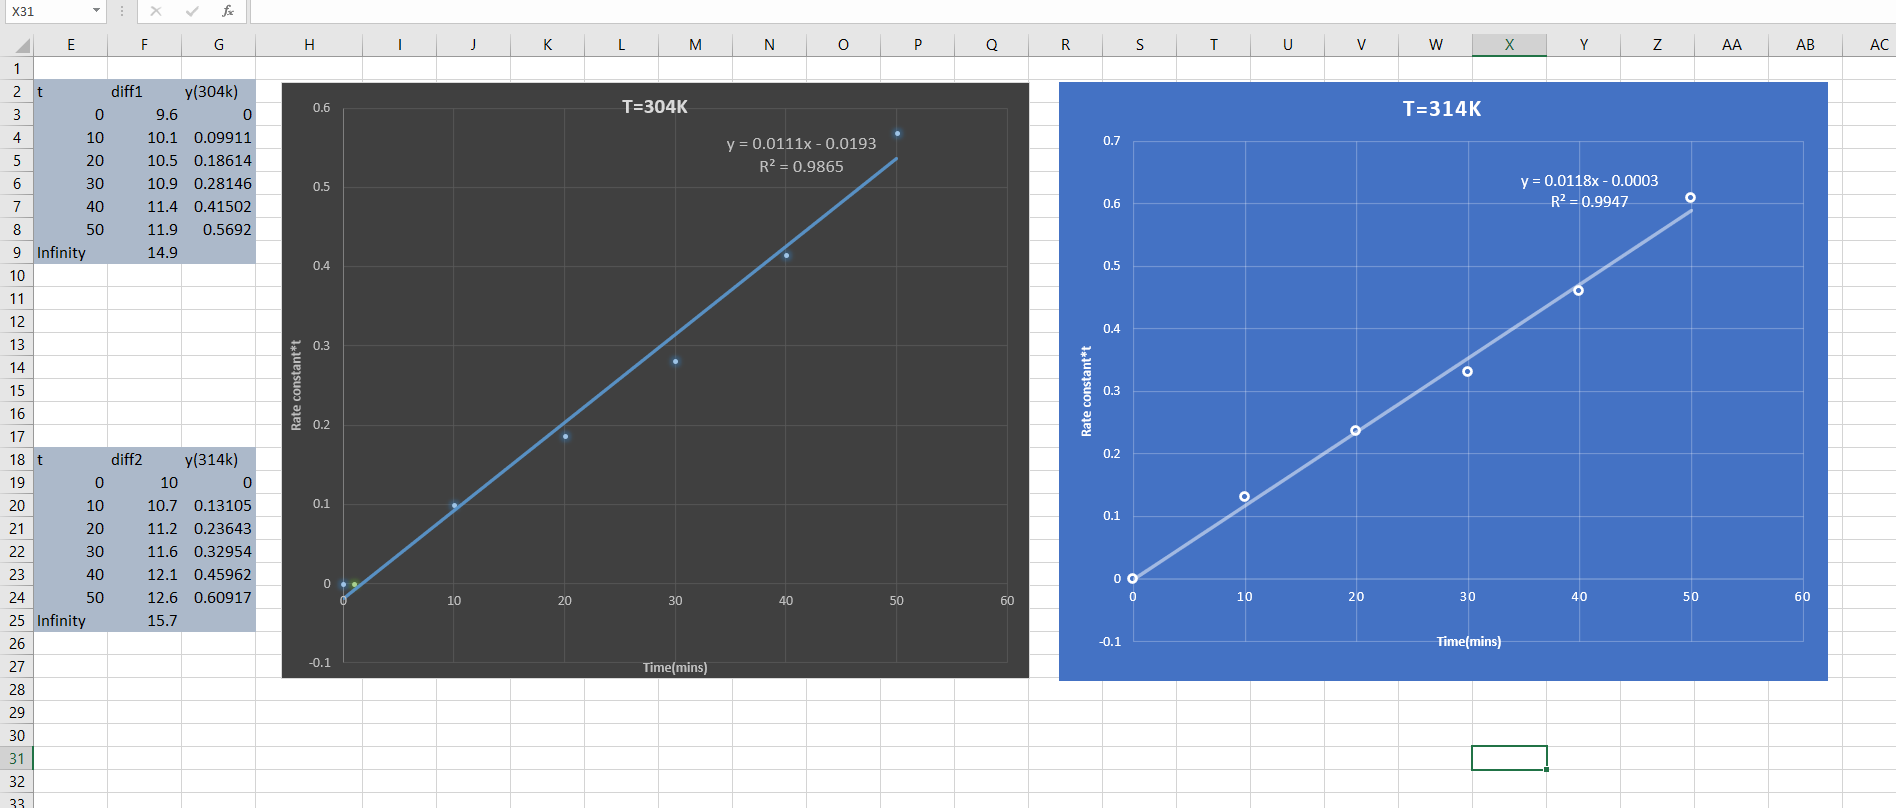 X31 fx
E F G H I J K L M N O P Q R S T U V W X Y Z AA AB AC
1
2 t diff1 y(304k)
3 0 9.6 0
4 10 10.1 0.09911
5 20 10.5 0.18614
6 30 10.9 0.28146
7 40 11.4 0.41502
8 50 11.9 0.5692
9 Infinity 14.9
10
11
12
13
14
15
16
17
18 t diff2 y(314k)
19 0 10 0
20 10 10.7 0.13105
21 20 11.2 0.23643
22 30 11.6 0.32954
23 40 12.1 0.45962
24 50 12.6 0.60917
25 Infinity 15.7
26
27
28
29
30
31
32
33
T=304K
y = 0.0111x - 0.0193
R² = 0.9865
0.6
0.5
0.4
0.3
0.2
0.1
0
-0.1
Rate constant*t
0 10 20 30 40 50 60
Time(mins)
T=314K
y = 0.0118x - 0.0003
R² = 0.9947
0.7
0.6
0.5
0.4
0.3
0.2
0.1
0
-0.1
Rate constant*t
0 10 20 30 40 50 60
Time(mins)